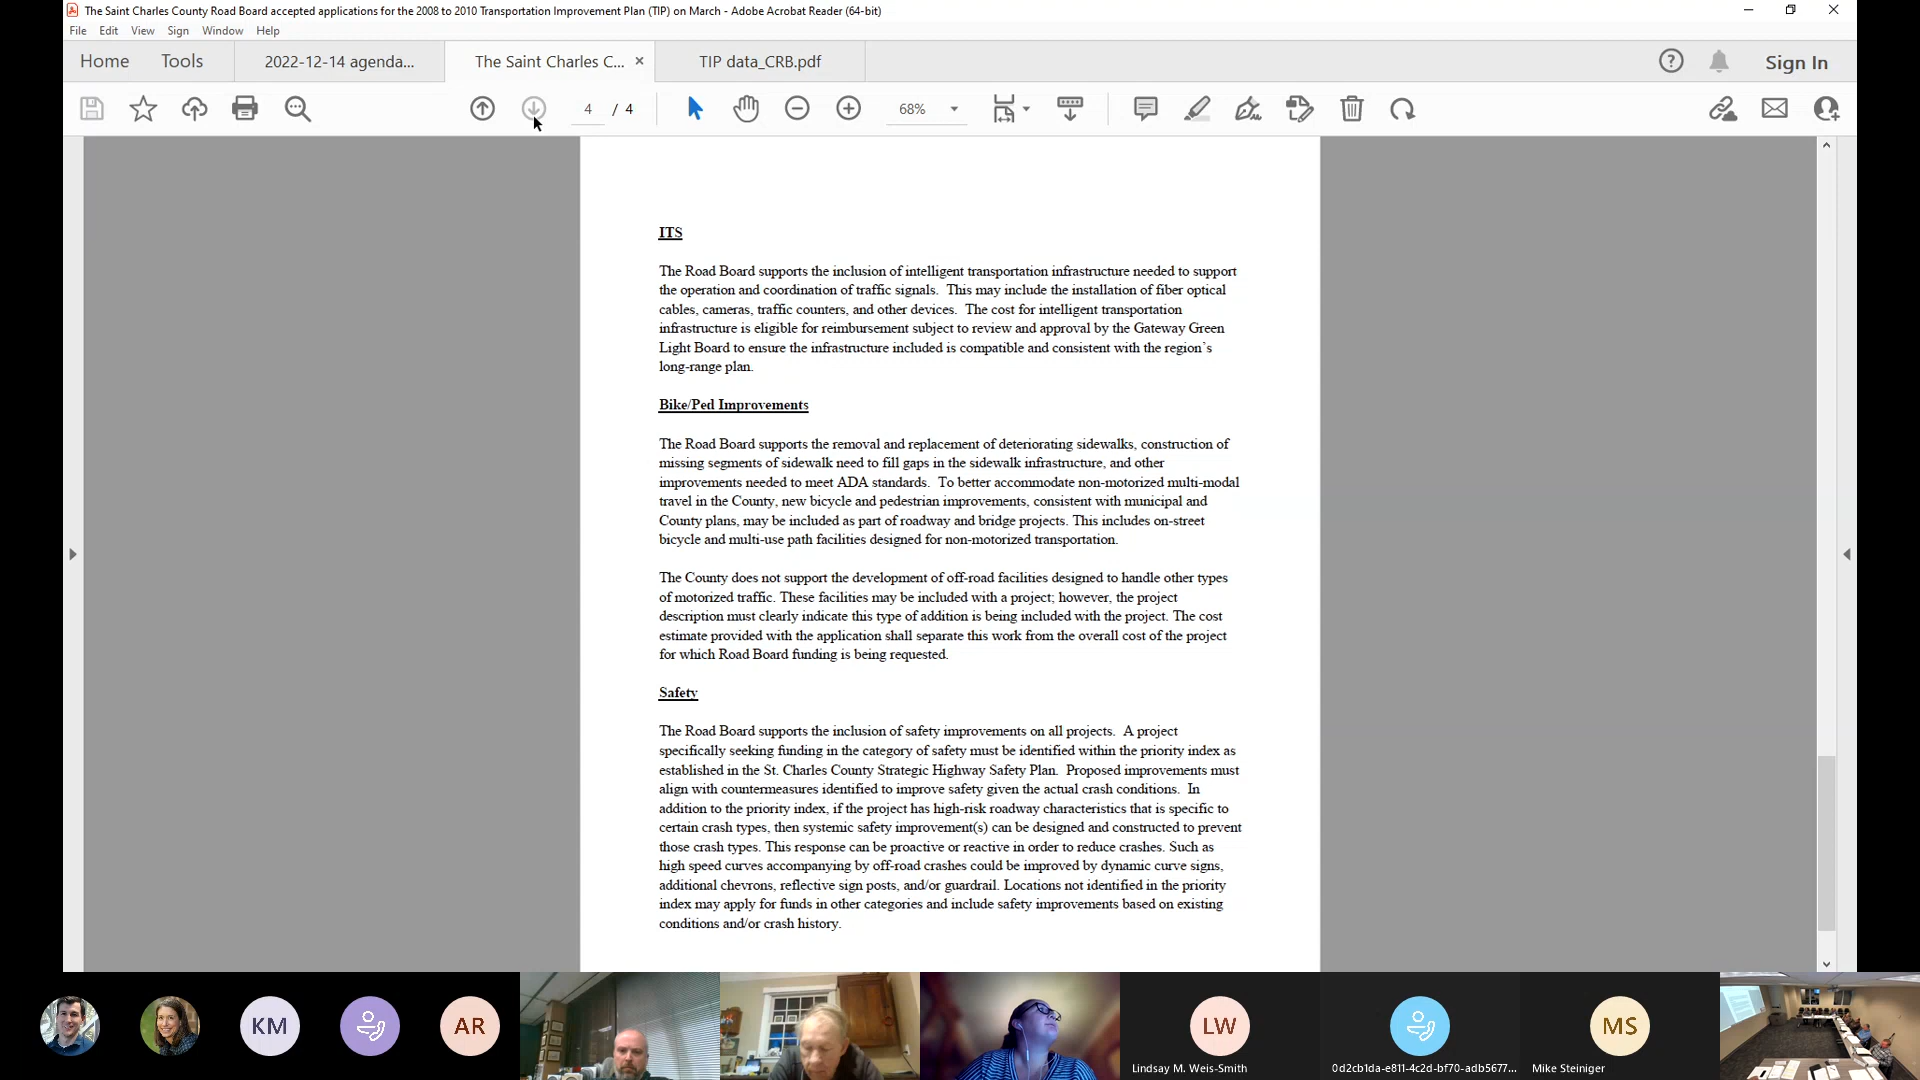 The Saint Charles County Road Board accepted applications for the 2008 to 2010 Transportation Improvement Plan (TIP) on March - Adobe Acrobat Reader (64-bit)
File Edit View Sign Window Help
Home Tools 2022-12-14 agenda... The Saint Charles C... × TIP data_CRB.pdf Sign In
4 / 4 68%
ITS
The Road Board supports the inclusion of intelligent transportation infrastructure needed to support
the operation and coordination of traffic signals. This may include the installation of fiber optical
cables, cameras, traffic counters, and other devices. The cost for intelligent transportation
infrastructure is eligible for reimbursement subject to review and approval by the Gateway Green
Light Board to ensure the infrastructure included is compatible and consistent with the region's
long-range plan.
Bike/Ped Improvements
The Road Board supports the removal and replacement of deteriorating sidewalks, construction of
missing segments of sidewalk need to fill gaps in the sidewalk infrastructure, and other
improvements needed to meet ADA standards. To better accommodate non-motorized multi-modal
travel in the County, new bicycle and pedestrian improvements, consistent with municipal and
County plans, may be included as part of roadway and bridge projects. This includes on-street
bicycle and multi-use path facilities designed for non-motorized transportation.
The County does not support the development of off-road facilities designed to handle other types
of motorized traffic. These facilities may be included with a project; however, the project
description must clearly indicate this type of addition is being included with the project. The cost
estimate provided with the application shall separate this work from the overall cost of the project
for which Road Board funding is being requested.
Safety
The Road Board supports the inclusion of safety improvements on all projects. A project
specifically seeking funding in the category of safety must be identified within the priority index as
established in the St. Charles County Strategic Highway Safety Plan. Proposed improvements must
align with countermeasures identified to improve safety given the actual crash conditions. In
addition to the priority index, if the project has high-risk roadway characteristics that is specific to
certain crash types, then systemic safety improvement(s) can be designed and constructed to prevent
those crash types. This response can be proactive or reactive in order to reduce crashes. Such as
high speed curves accompanying by off-road crashes could be improved by dynamic curve signs,
additional chevrons, reflective sign posts, and/or guardrail. Locations not identified in the priority
index may apply for funds in other categories and include safety improvements based on existing
conditions and/or crash history.
KM AR LW MS
Lindsay M. Weis-Smith 0d2cb1da-e811-4c2d-bf70-adb5677... Mike Steiniger